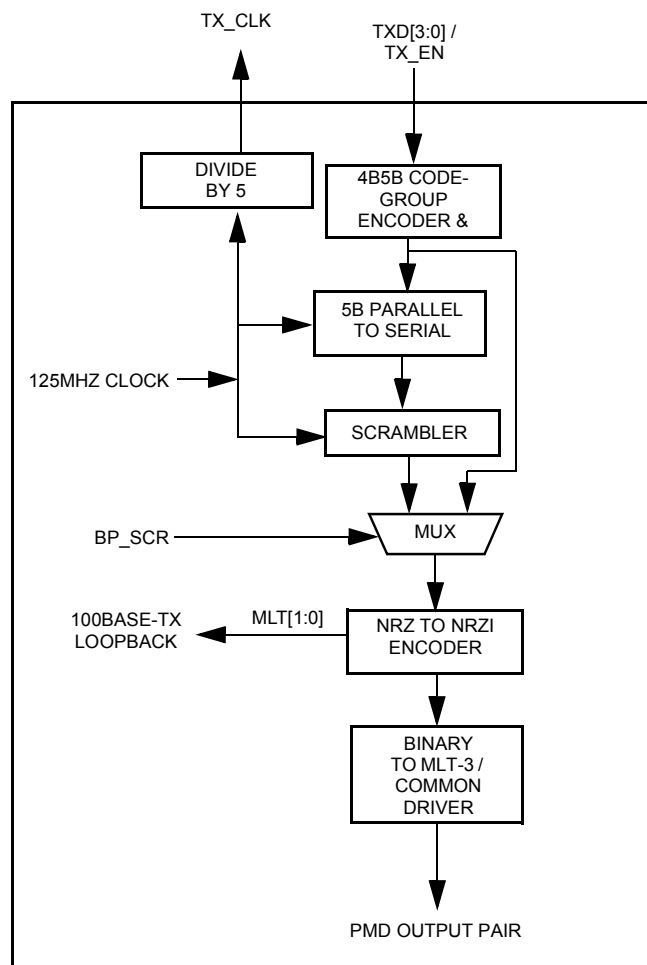 TX_CLK
TXD[3:0] /
TX_EN
DIVIDE
BY 5
4B5B CODE-
GROUP
ENCODER &
5B PARALLEL
TO SERIAL
125MHZ CLOCK
SCRAMBLER
BP_SCR
MUX
100BASE-TX
LOOPBACK
MLT[1:0]
NRZ TO NRZI
ENCODER
BINARY
TO MLT-3 /
COMMON
DRIVER
PMD OUTPUT PAIR